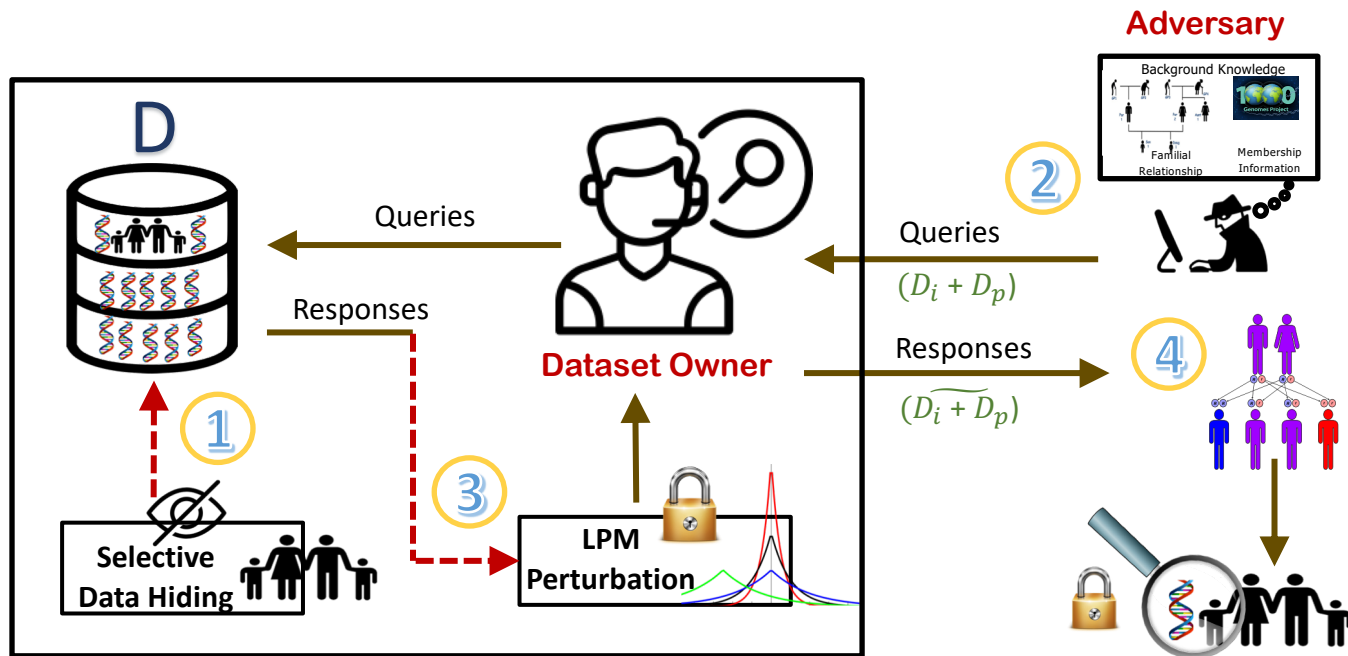 Adversary
Background Knowledge
1000
Genomes Project
Familial
Relationship
Membership
Information
D
2
Queries
Queries
(D_i + D_p)
Responses
Dataset Owner
Responses
(\widetilde{D_i + D_p})
4
1
3
Selective
Data Hiding
LPM
Perturbation